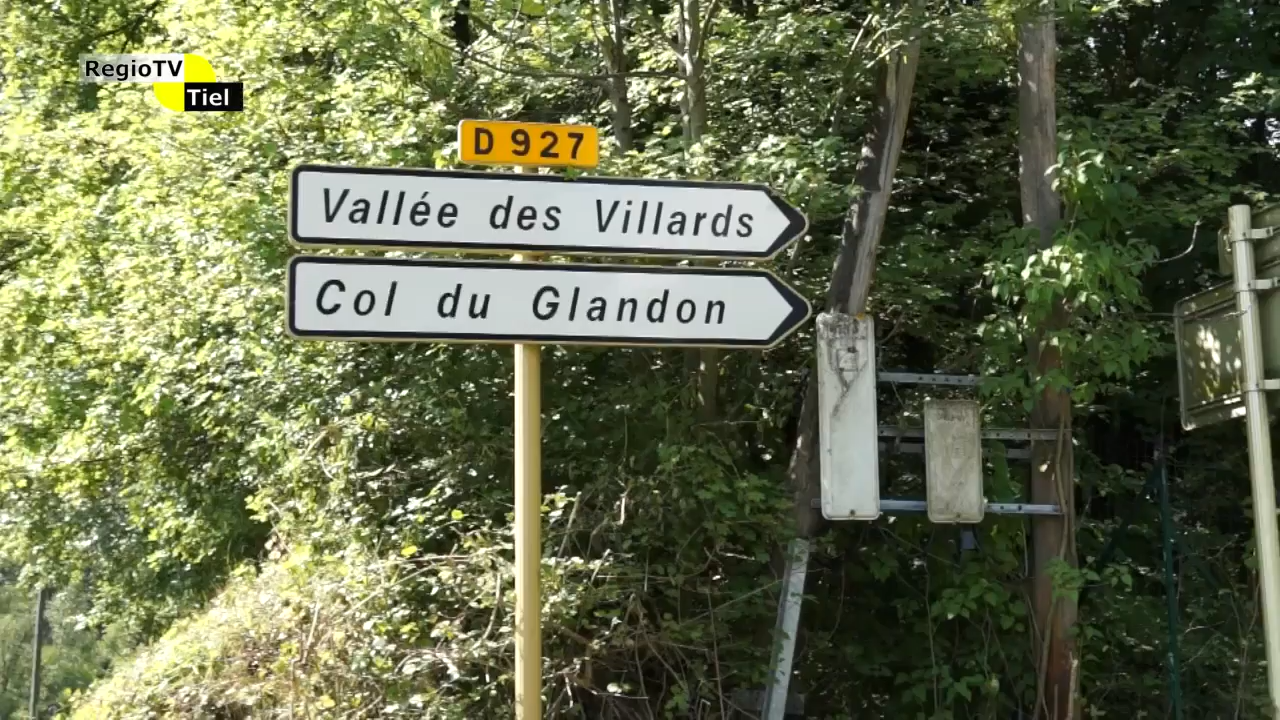 RegioTV
Tiel
D 927
Vallée des Villards
Col du Glandon